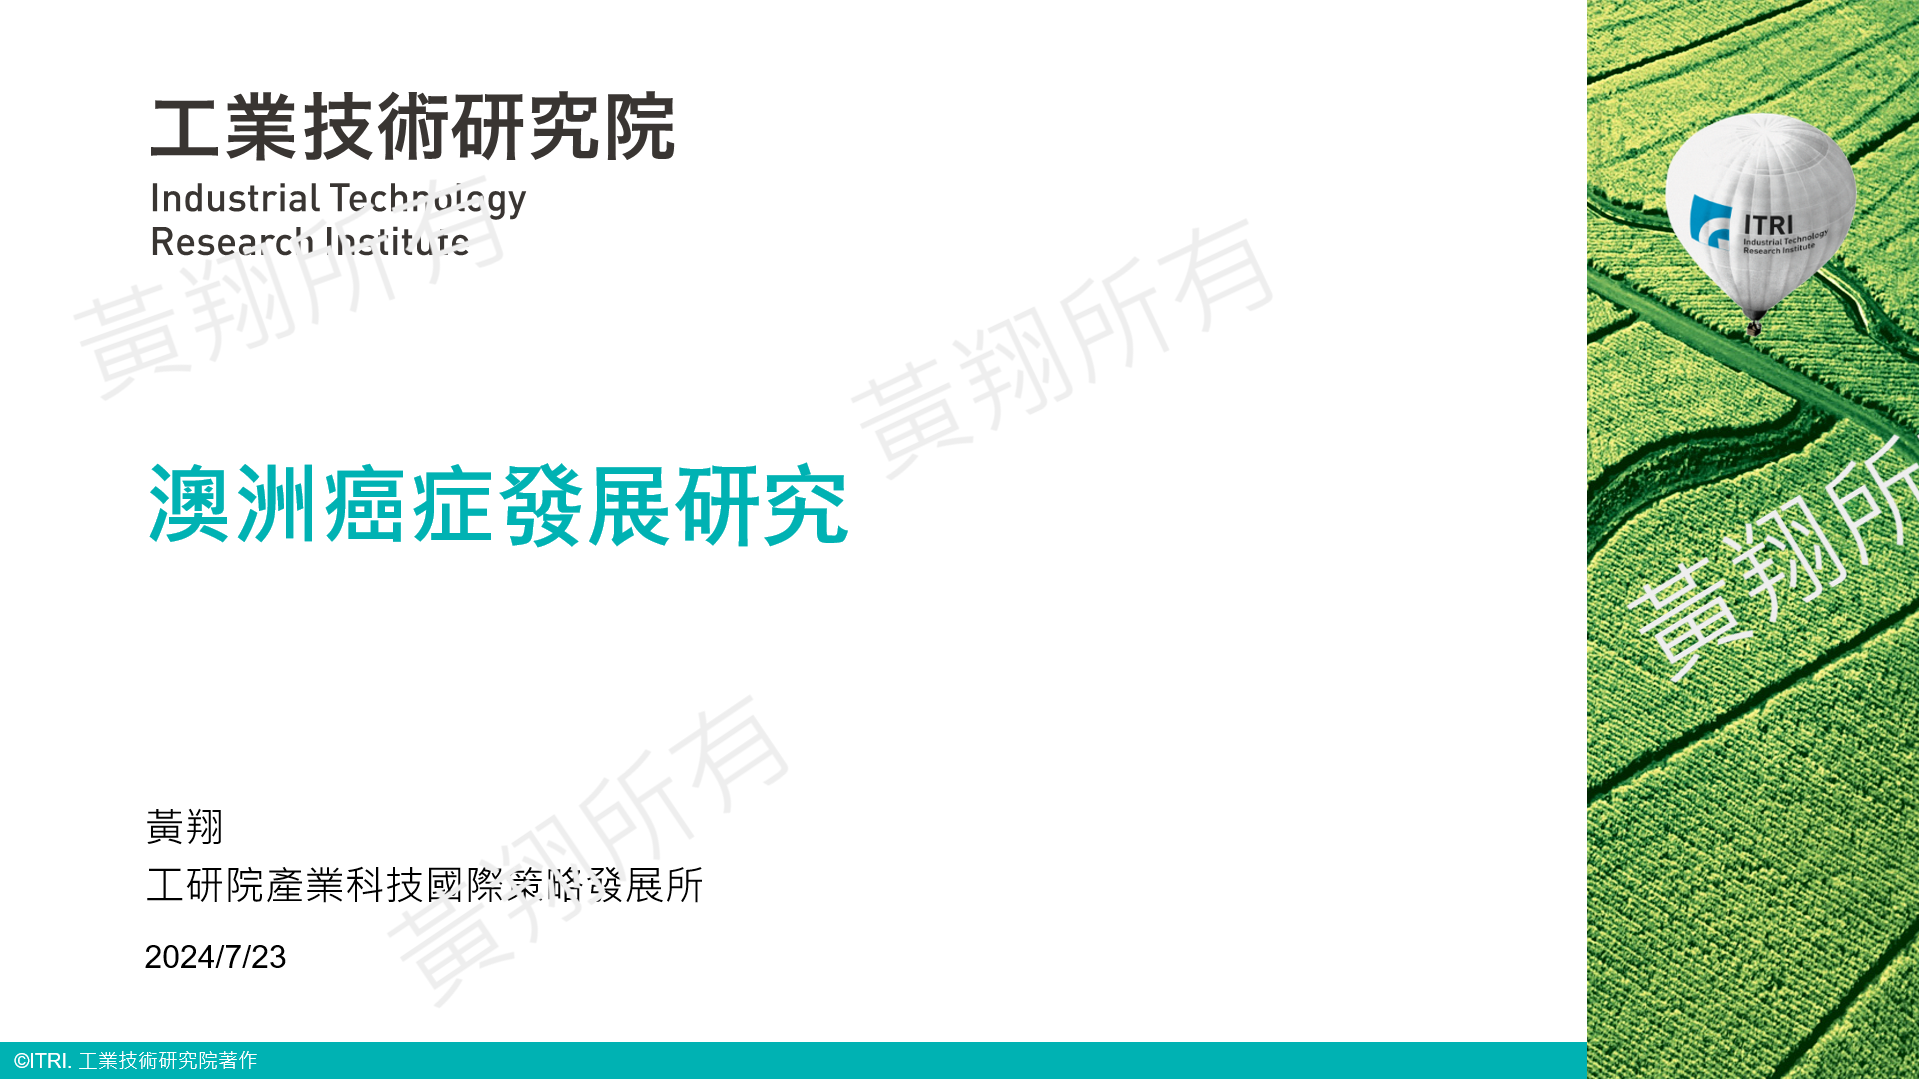 工業技術研究院
Industrial Technology
Research Institute
黃翔所有
黃翔所有
澳洲癌症發展研究
黃翔所有
黃翔
工研院產業科技國際策略發展所
2024/7/23
©ITRI. 工業技術研究院著作
ITRI
Industrial Technology
Research Institute
黃翔所